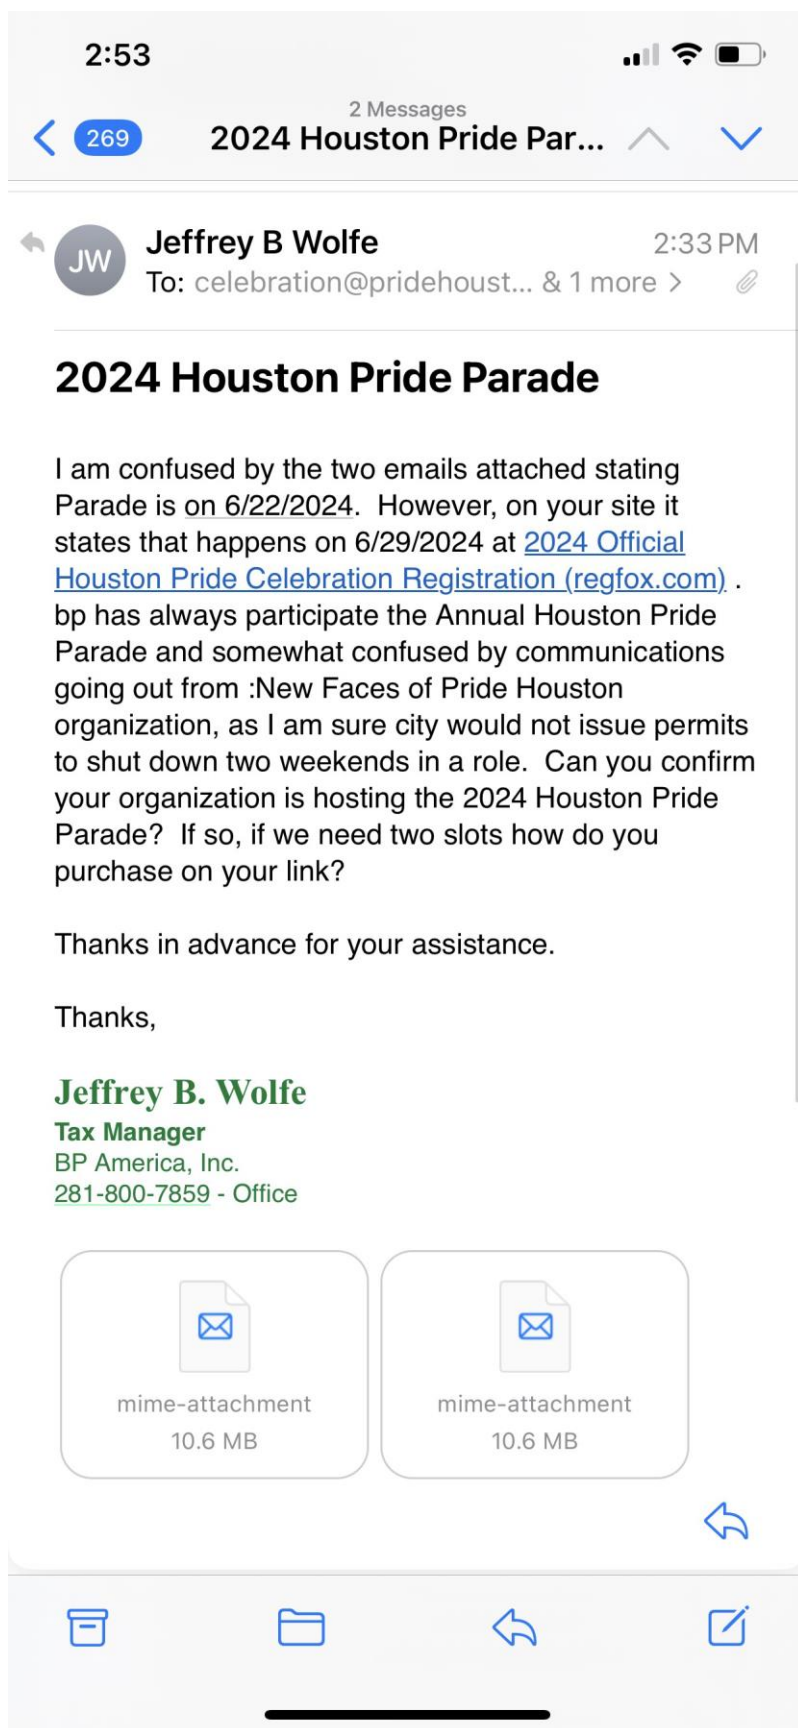 2:53
2 Messages
269
2024 Houston Pride Par...
JW
Jeffrey B Wolfe
2:33 PM
To: celebration@pridehoust... & 1 more >
2024 Houston Pride Parade
I am confused by the two emails attached stating
Parade is on 6/22/2024.  However, on your site it
states that happens on 6/29/2024 at 2024 Official
Houston Pride Celebration Registration (regfox.com) .
bp has always participate the Annual Houston Pride
Parade and somewhat confused by communications
going out from :New Faces of Pride Houston
organization, as I am sure city would not issue permits
to shut down two weekends in a role.  Can you confirm
your organization is hosting the 2024 Houston Pride
Parade?  If so, if we need two slots how do you
purchase on your link?
Thanks in advance for your assistance.
Thanks,
Jeffrey B. Wolfe
Tax Manager
BP America, Inc.
281-800-7859 - Office
mime-attachment
10.6 MB
mime-attachment
10.6 MB